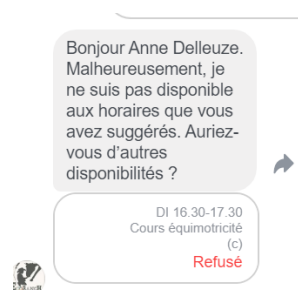 Bonjour Anne Delleuze.
Malheureusement, je
ne suis pas disponible
aux horaires que vous
avez suggérés. Auriez-
vous d'autres
disponibilités ?
DI 16.30-17.30
Cours équimotricité
(c)
Refusé